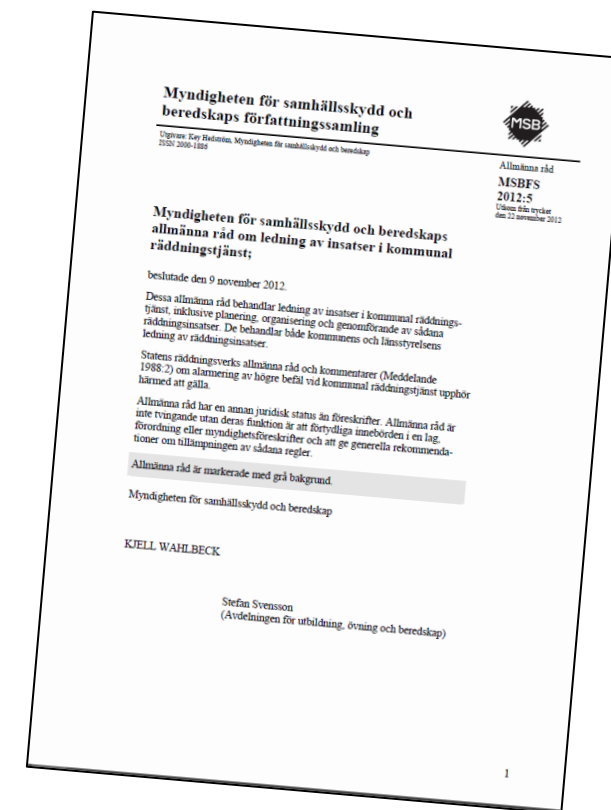 Myndigheten för samhällsskydd och
beredskaps författningssamling
MSB
Utgivare: Key Hedström, Myndigheten för samhällsskydd och beredskap
ISSN 2000-1886
Allmänna råd
MSBFS
2012:5
Utkom från trycket
den 22 november 2012
Myndigheten för samhällsskydd och beredskaps
allmänna råd om ledning av insatser i kommunal
räddningstjänst;
beslutade den 9 november 2012.
Dessa allmänna råd behandlar ledning av insatser i kommunal räddnings-
tjänst, inklusive planering, organisering och genomförande av sådana
räddningsinsatser. De behandlar både kommunens och länsstyrelsens
ledning av räddningsinsatser.
Statens räddningsverks allmänna råd och kommentarer (Meddelande
1988:2) om alarmering av högre befäl vid kommunal räddningstjänst upphör
härmed att gälla.
Allmänna råd har en annan juridisk status än föreskrifter. Allmänna råd är
inte tvingande utan deras funktion är att förtydliga innebörden i en lag,
förordning eller myndighetsföreskrifter och att ge generella rekommenda-
tioner om tillämpningen av sådana regler.
Allmänna råd är markerade med grå bakgrund.
Myndigheten för samhällsskydd och beredskap
KJELL WAHLBECK
Stefan Svensson
(Avdelningen för utbildning, övning och beredskap)
1